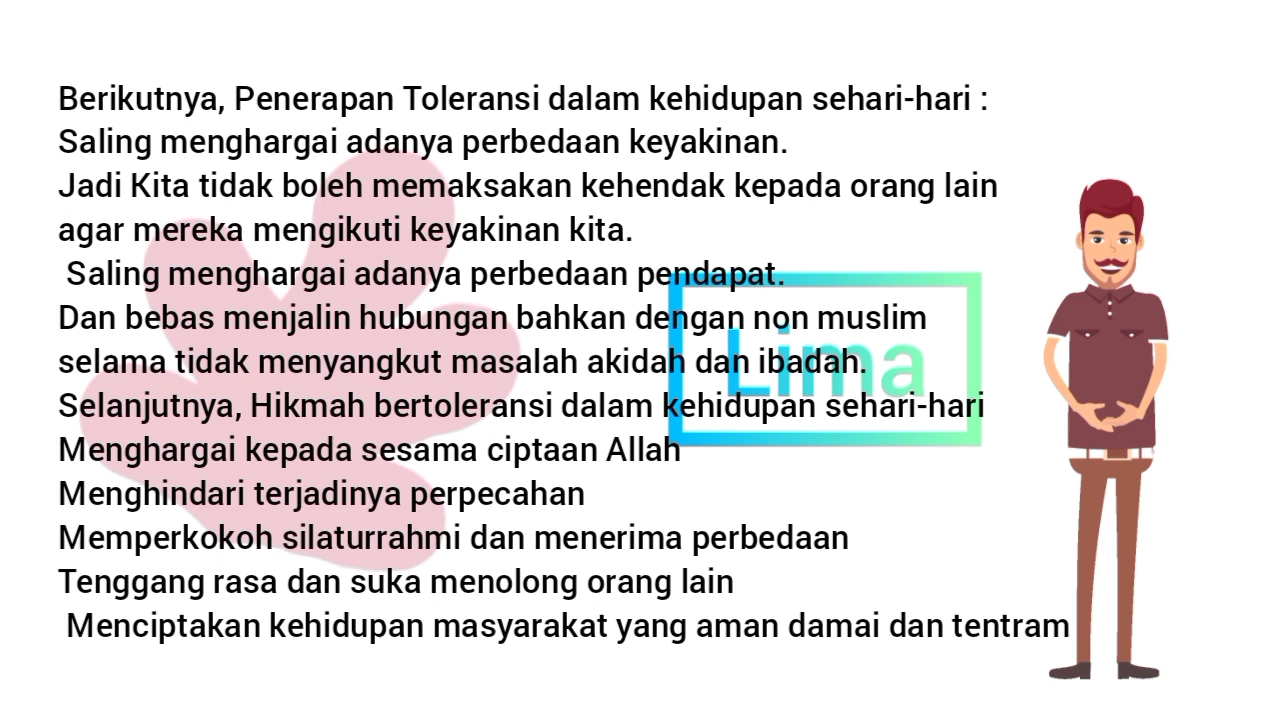 Berikutnya, Penerapan Toleransi dalam kehidupan sehari-hari :
Saling menghargai adanya perbedaan keyakinan.
Jadi Kita tidak boleh memaksakan kehendak kepada orang lain
agar mereka mengikuti keyakinan kita.
Saling menghargai adanya perbedaan pendapat.
Dan bebas menjalin hubungan bahkan dengan non muslim
selama tidak menyangkut masalah akidah dan ibadah.
Selanjutnya, Hikmah bertoleransi dalam kehidupan sehari-hari
Menghargai kepada sesama ciptaan Allah
Menghindari terjadinya perpecahan
Memperkokoh silaturrahmi dan menerima perbedaan
Tenggang rasa dan suka menolong orang lain
Menciptakan kehidupan masyarakat yang aman damai dan tentram
Lima